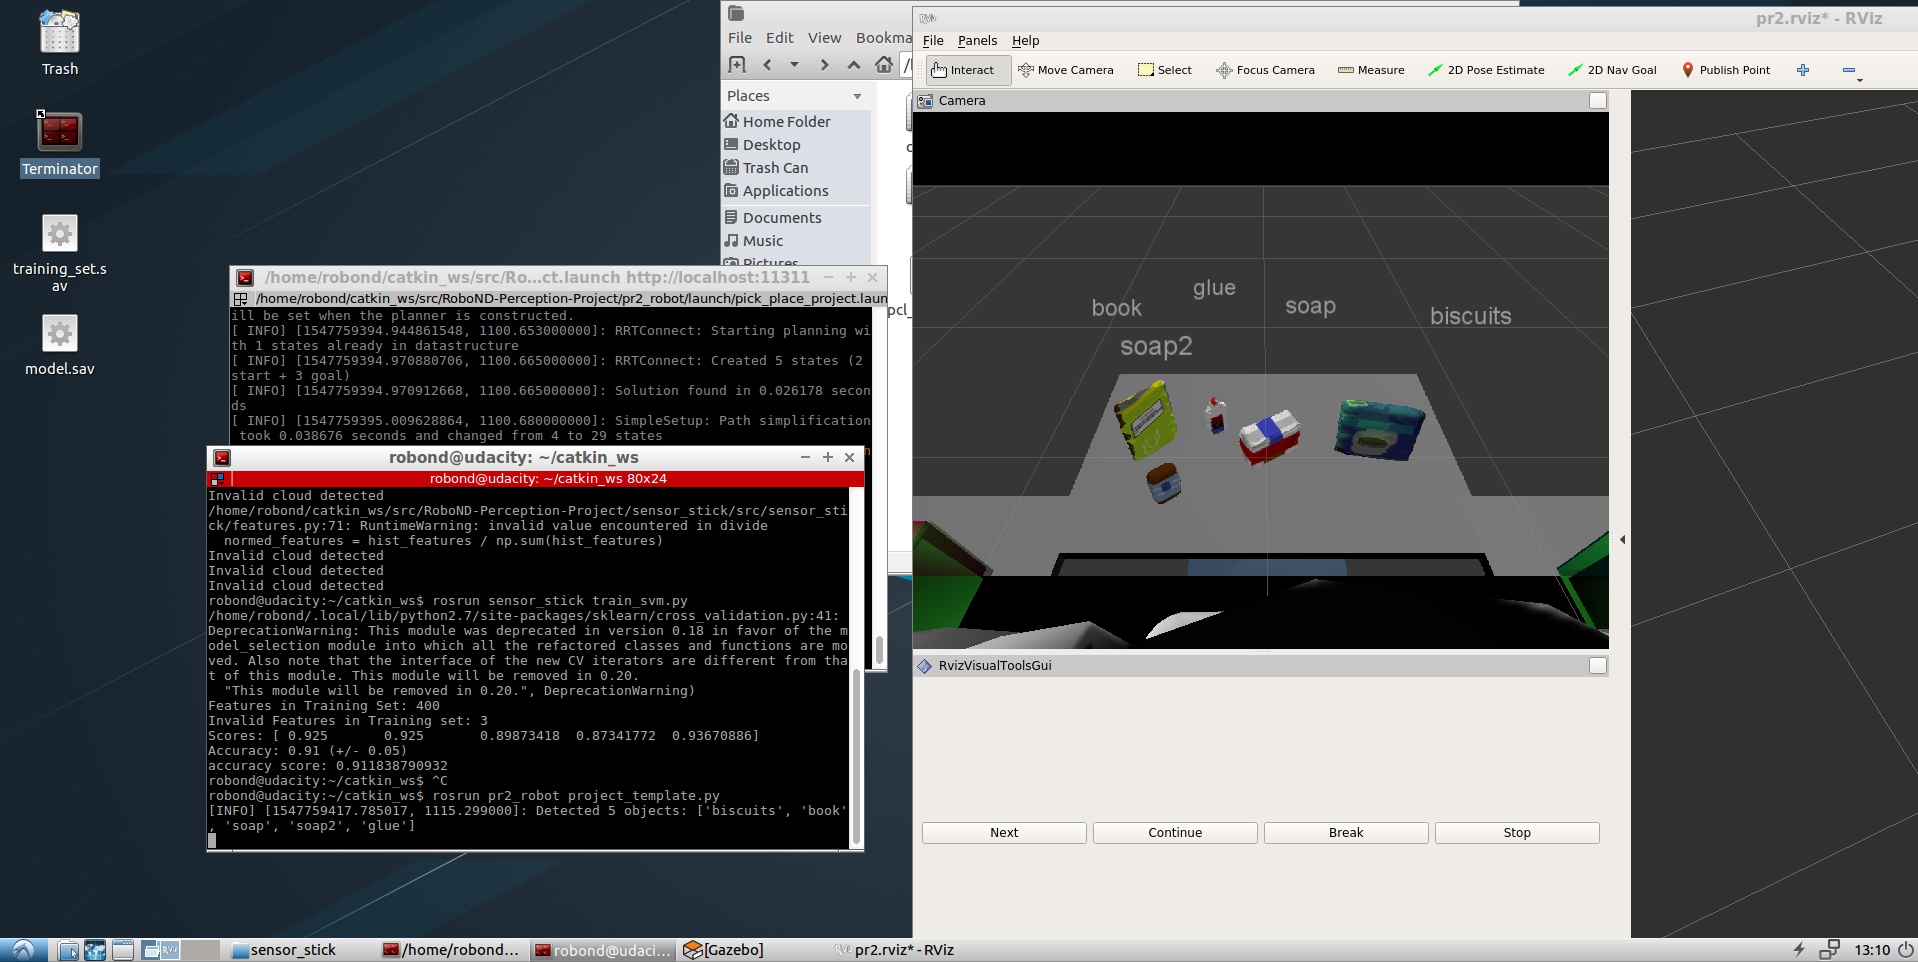 Trash
Terminator
training_set.s
av
model.sav
File Edit View Bookma
Places
Home Folder
Desktop
Trash Can
Applications
Documents
Music
Pictures
pcl_
/home/robond/catkin_ws/src/Ro...ct.launch http://localhost:11311
/home/robond/catkin_ws/src/RoboND-Perception-Project/pr2_robot/launch/pick_place_project.laun
ill be set when the planner is constructed.
[ INFO] [1547759394.944861548, 1100.653000000]: RRTConnect: Starting planning wi
th 1 states already in datastructure
[ INFO] [1547759394.970880706, 1100.665000000]: RRTConnect: Created 5 states (2
start + 3 goal)
[ INFO] [1547759394.970912668, 1100.665000000]: Solution found in 0.026178 secon
ds
[ INFO] [1547759395.009628864, 1100.680000000]: SimpleSetup: Path simplification
 took 0.038676 seconds and changed from 4 to 29 states
robond@udacity: ~/catkin_ws
robond@udacity: ~/catkin_ws 80x24
Invalid cloud detected
/home/robond/catkin_ws/src/RoboND-Perception-Project/sensor_stick/src/sensor_sti
ck/features.py:71: RuntimeWarning: invalid value encountered in divide
  normed_features = hist_features / np.sum(hist_features)
Invalid cloud detected
Invalid cloud detected
Invalid cloud detected
robond@udacity:~/catkin_ws$ rosrun sensor_stick train_svm.py
/home/robond/.local/lib/python2.7/site-packages/sklearn/cross_validation.py:41:
DeprecationWarning: This module was deprecated in version 0.18 in favor of the m
odel_selection module into which all the refactored classes and functions are mo
ved. Also note that the interface of the new CV iterators are different from tha
t of this module. This module will be removed in 0.20.
  "This module will be removed in 0.20.", DeprecationWarning)
Features in Training Set: 400
Invalid Features in Training set: 3
Scores: [ 0.925       0.925       0.89873418  0.87341772  0.93670886]
Accuracy: 0.91 (+/- 0.05)
accuracy score: 0.911838790932
robond@udacity:~/catkin_ws$ ^C
robond@udacity:~/catkin_ws$ rosrun pr2_robot project_template.py
[INFO] [1547759417.785017, 1115.299000]: Detected 5 objects: ['biscuits', 'book'
, 'soap', 'soap2', 'glue']
RViz pr2.rviz* - RViz
File Panels Help
Interact Move Camera Select Focus Camera Measure 2D Pose Estimate 2D Nav Goal Publish Point
Camera
glue
book
soap
biscuits
soap2
RvizVisualToolsGui
Next Continue Break Stop
sensor_stick /home/robond... robond@udaci... [Gazebo] RViz pr2.rviz* - RViz 13:10